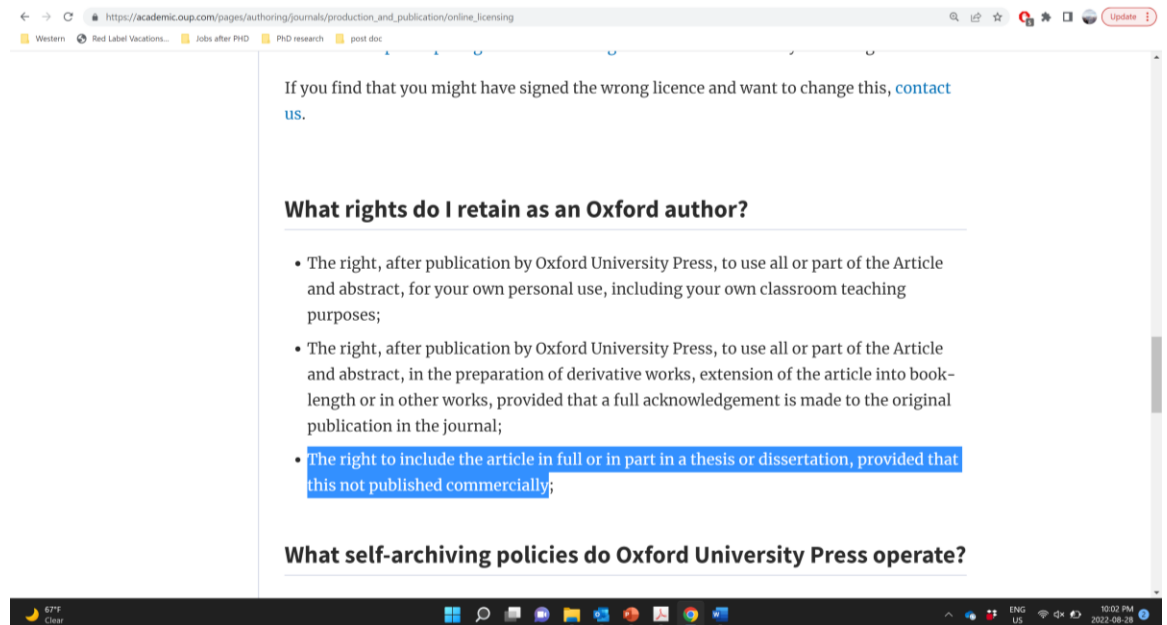 https://academic.oup.com/pages/authoring/journals/production_and_publication/online_licensing
Update
Western Red Label Vacations... Jobs after PHD PhD research post doc
If you find that you might have signed the wrong licence and want to change this, contact
us.
What rights do I retain as an Oxford author?
• The right, after publication by Oxford University Press, to use all or part of the Article
and abstract, for your own personal use, including your own classroom teaching
purposes;
• The right, after publication by Oxford University Press, to use all or part of the Article
and abstract, in the preparation of derivative works, extension of the article into book-
length or in other works, provided that a full acknowledgement is made to the original
publication in the journal;
• The right to include the article in full or in part in a thesis or dissertation, provided that
this not published commercially;
What self-archiving policies do Oxford University Press operate?
67°F
Clear
ENG
US
10:02 PM
2022-08-28
2